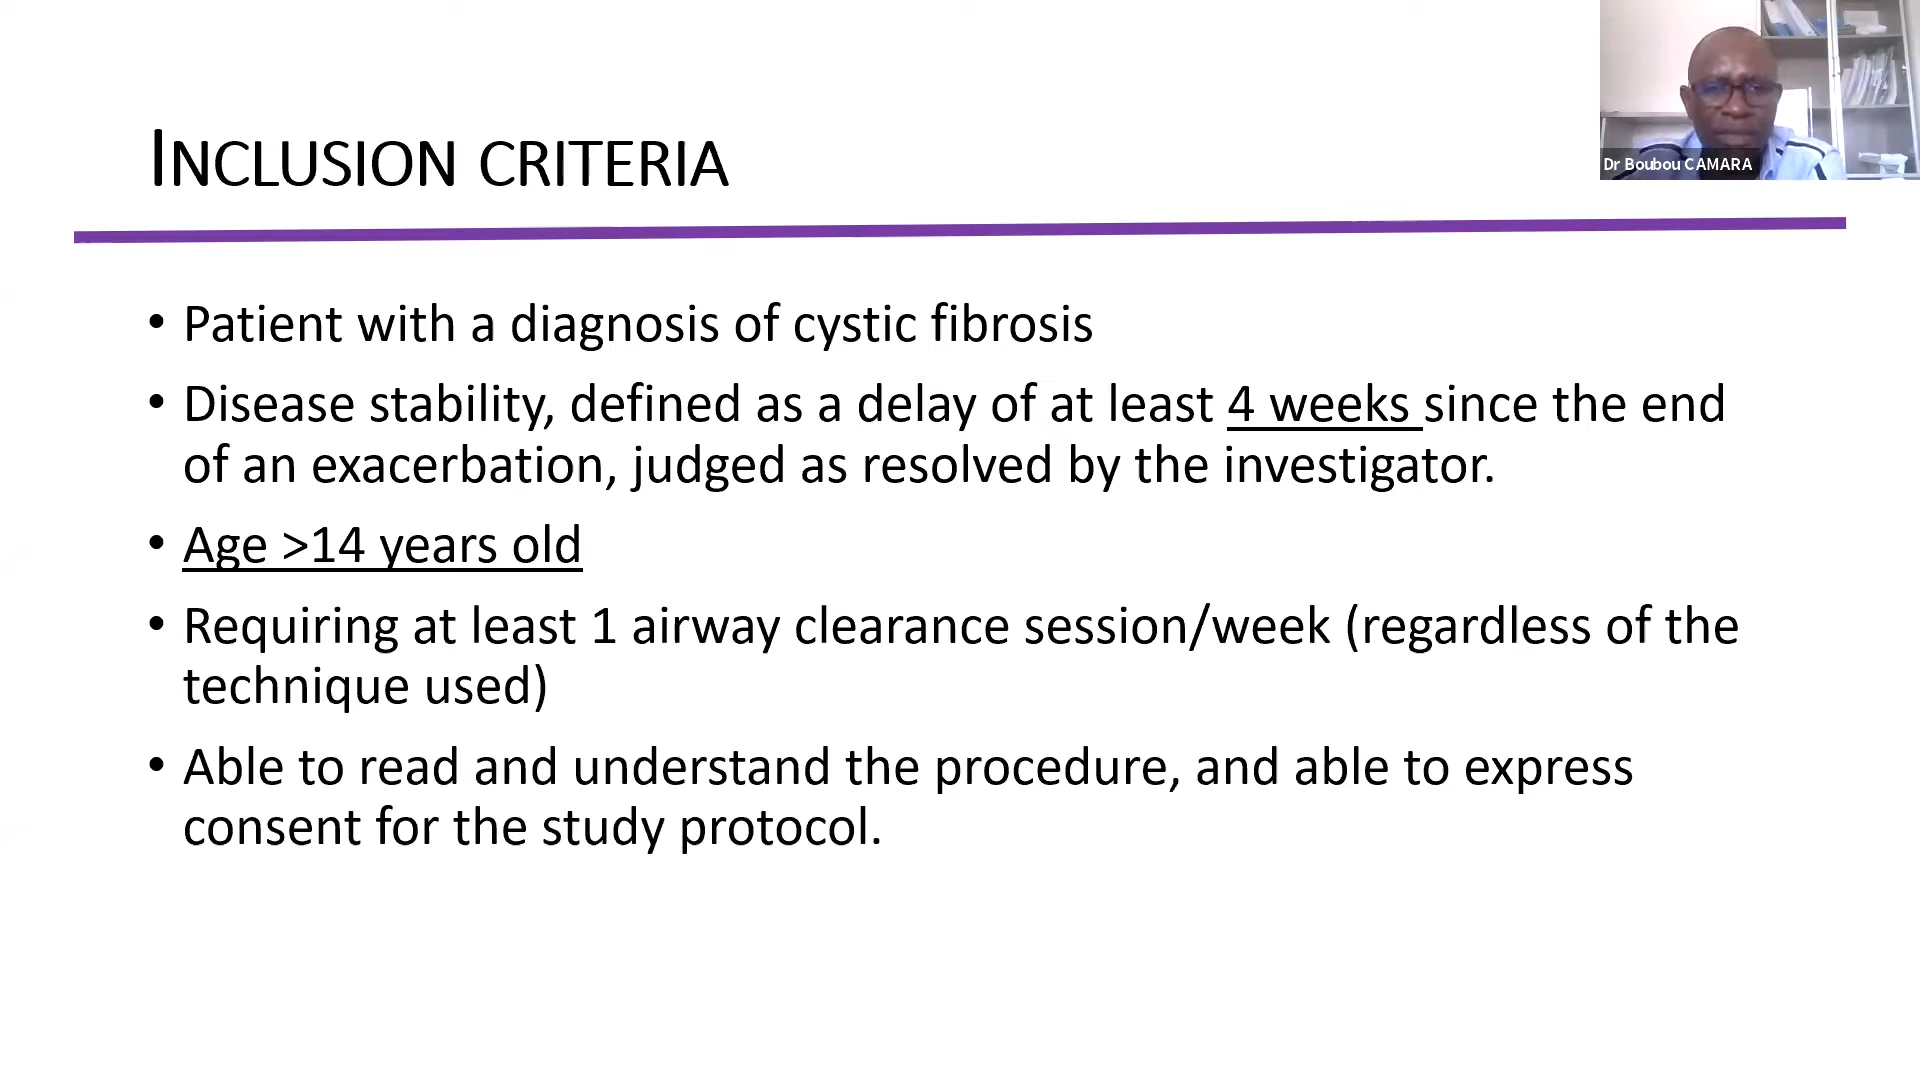 INCLUSION CRITERIA
Dr Boubou CAMARA
• Patient with a diagnosis of cystic fibrosis
• Disease stability, defined as a delay of at least 4 weeks since the end
of an exacerbation, judged as resolved by the investigator.
• Age >14 years old
• Requiring at least 1 airway clearance session/week (regardless of the
technique used)
• Able to read and understand the procedure, and able to express
consent for the study protocol.